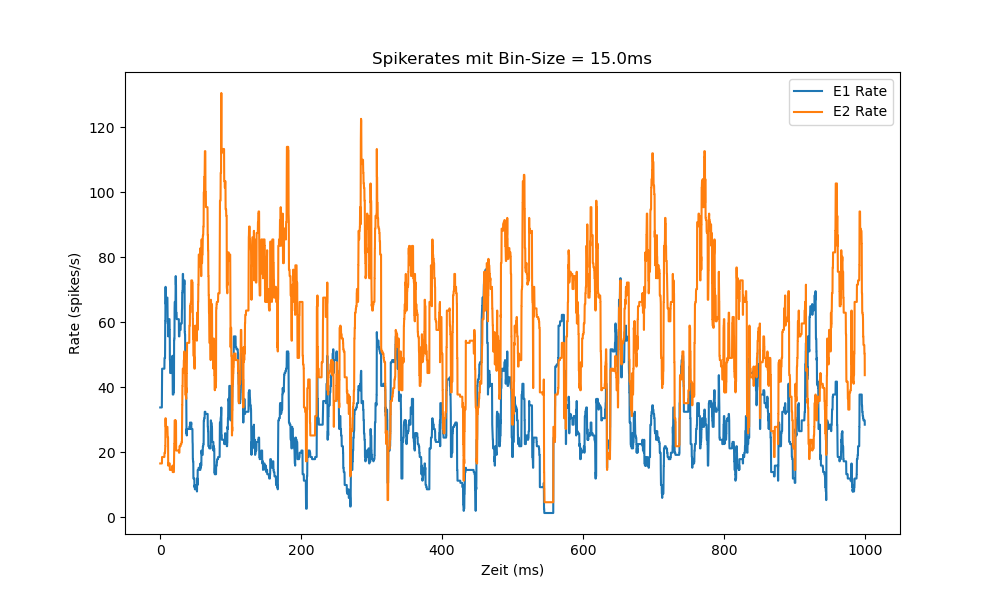 Spikerates mit Bin-Size = 15.0ms
E1 Rate
E2 Rate
Rate (spikes/s)
120
100
80
60
40
20
0
0 200 400 600 800 1000
Zeit (ms)